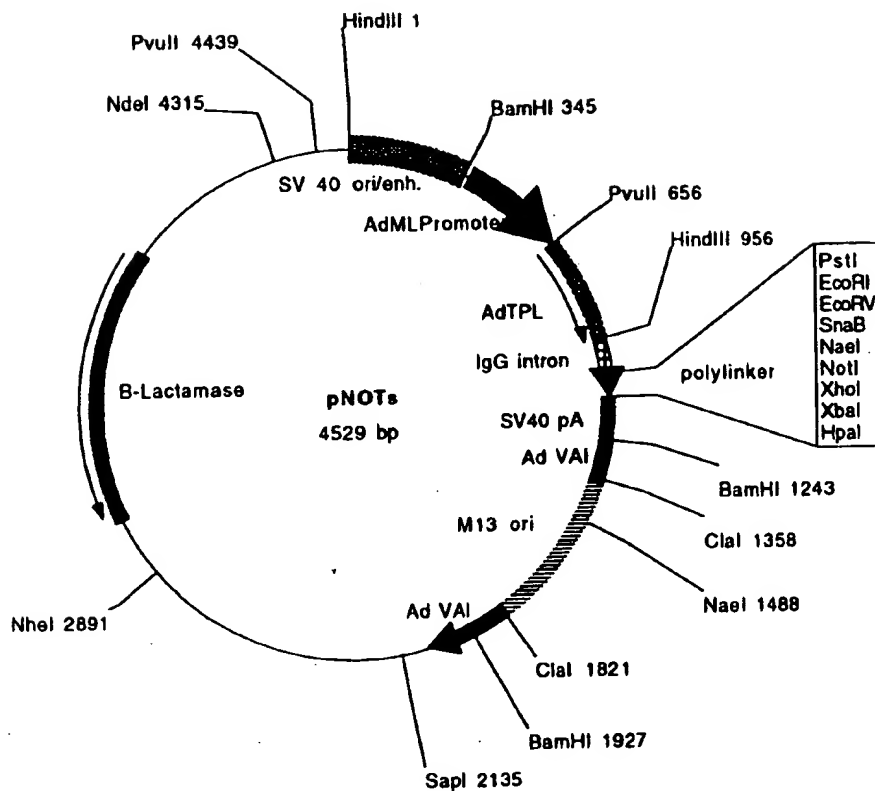 HindIII 1
PvuII 4439
NdeI 4315
BamHI 345
SV 40 ori/enh.
AdMLPromoter
PvuII 656
HindIII 956
AdTPL
IgG intron
polylinker
PstI
EcoRI
EcoRV
SnaB
NaeI
NotI
XhoI
XbaI
HpaI
B-Lactamase
pNOTs
4529 bp
SV40 pA
Ad VAI
BamHI 1243
M13 ori
ClaI 1358
NaeI 1488
Ad VAI
NheI 2891
ClaI 1821
BamHI 1927
SapI 2135